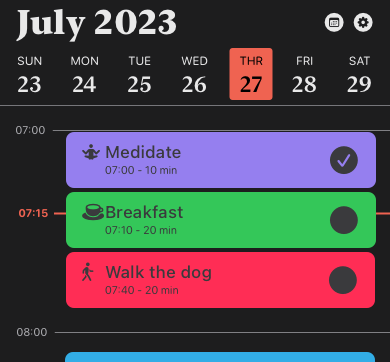 July 2023
SUN MON TUE WED THR FRI SAT
23 24 25 26 27 28 29
07:00
Medidate
07:00 - 10 min
07:15
Breakfast
07:10 - 20 min
Walk the dog
07:40 - 20 min
08:00